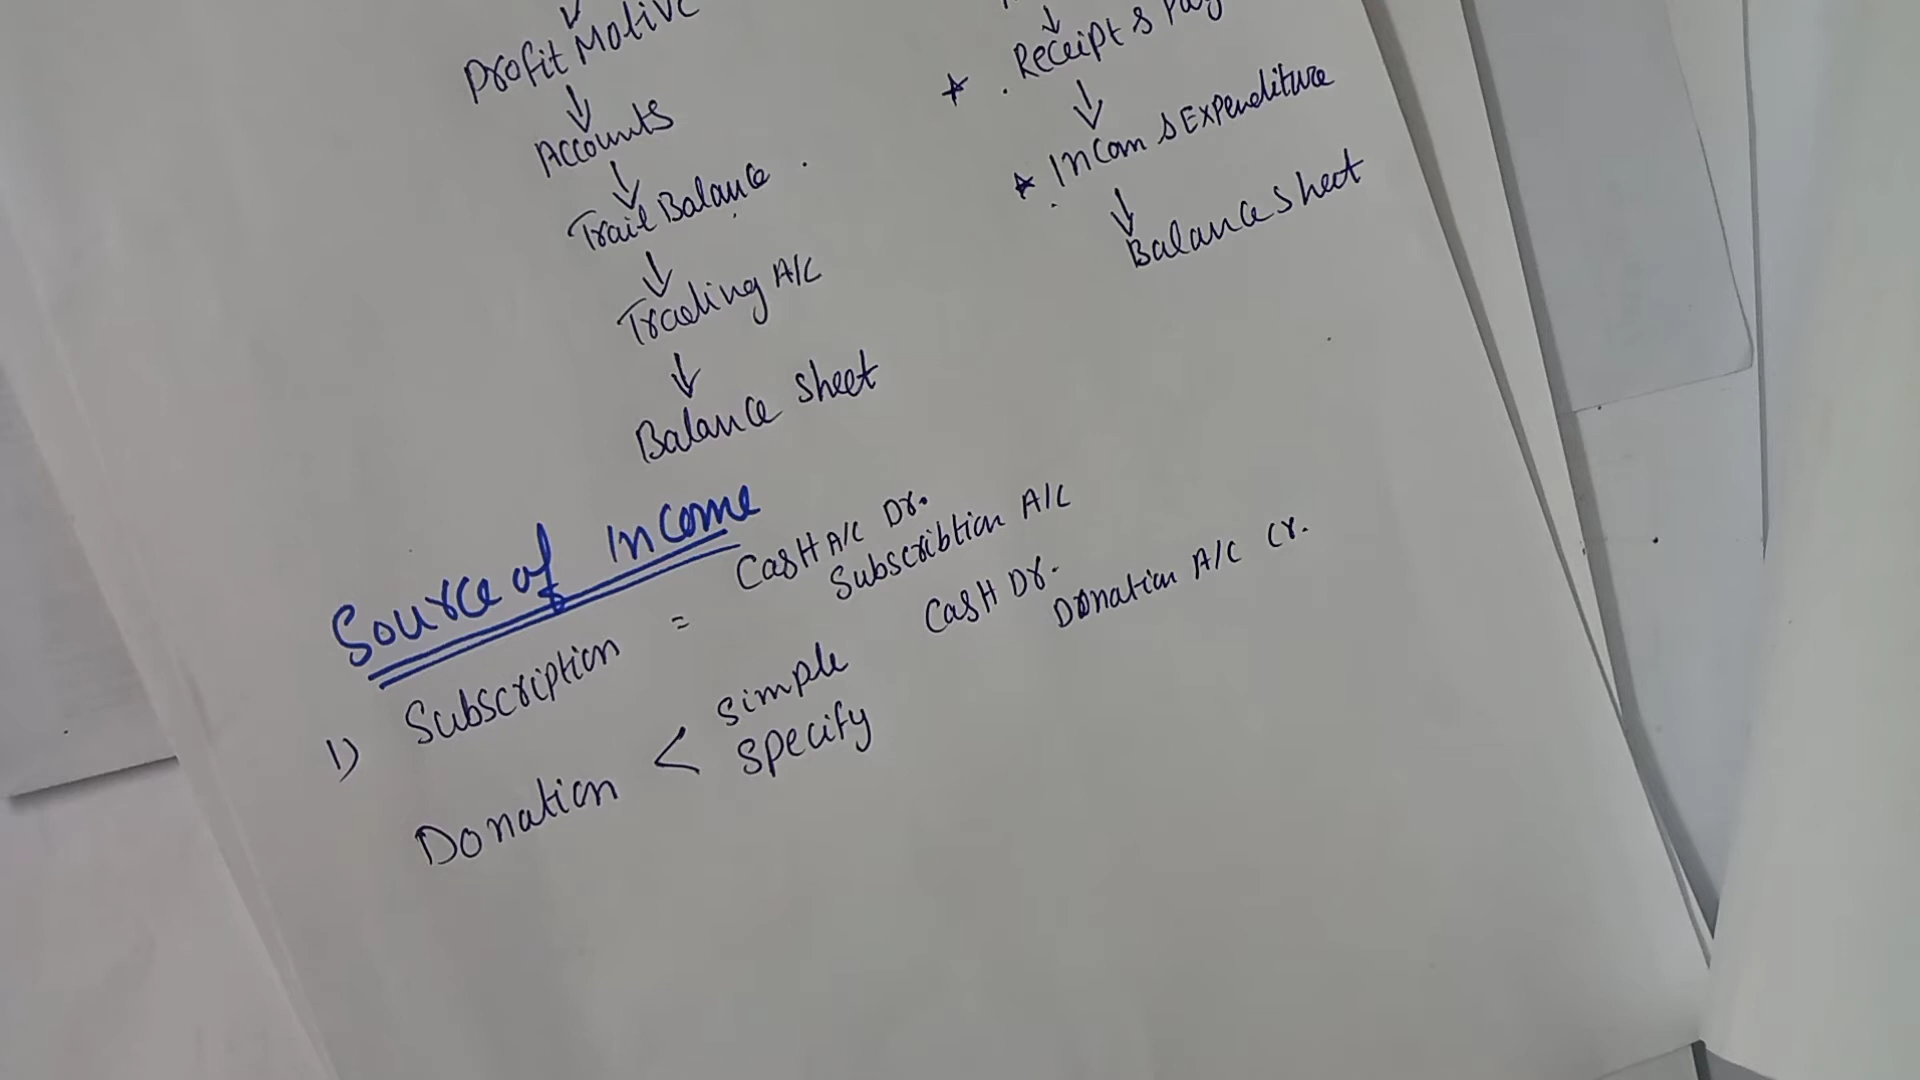 Profit Motive
Accounts
Trail Balance
Trading A/C
Balance Sheet
Receipt &
Incom & Expenditure
Balance sheet
Source of Income
1) Subscription = Cash A/C Dr.
Subscribtion A/C
Donation < simple Cash Dr.
Donation A/C Cr.
specify